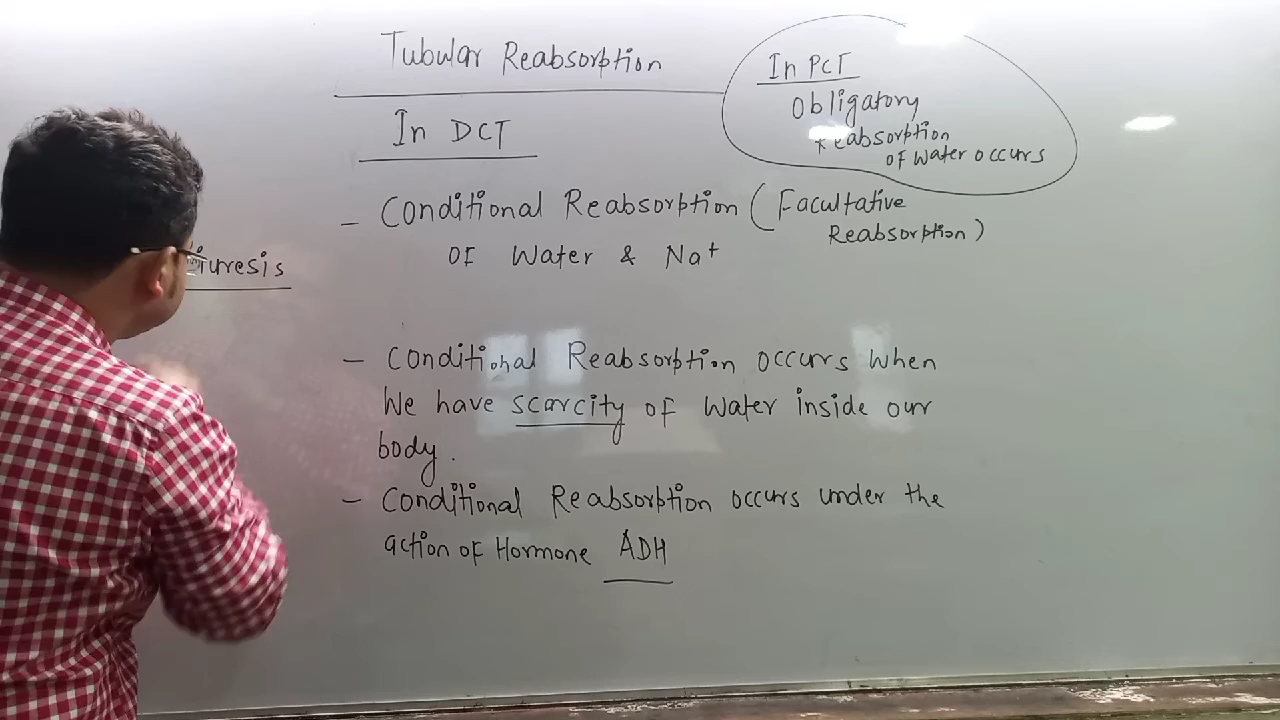 Tubular Reabsorption
In PCT
Obligatory
Reabsorption
of Water occurs
In DCT
- Conditional Reabsorption (Facultative
Reabsorption)
of Water & Na+
- Conditional Reabsorption occurs when
We have scarcity of Water inside our
body.
- Conditional Reabsorption occurs under the
action of Hormone ADH